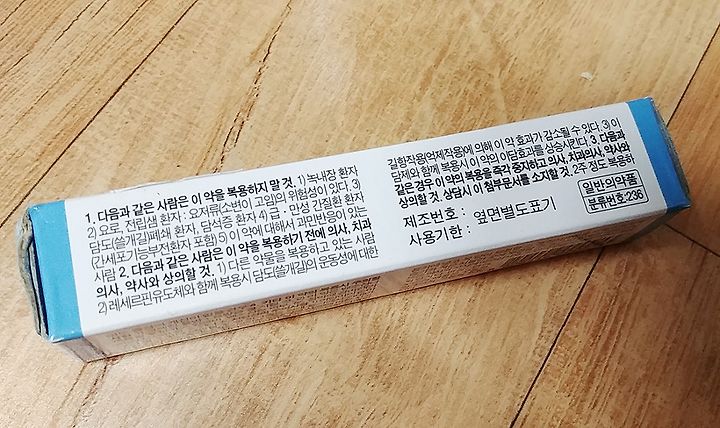 1. 다음과 같은 사람은 이 약을 복용하지 말 것. 1) 녹내장 환자
2) 요로, 전립샘 환자 : 요저류(소변이 고임)의 위험성이 있다. 3)
담도(쓸개길)폐쇄 환자, 담석증 환자 4) 급 · 만성 간질환 환자
(간세포기능부전환자 포함) 5) 이 약에 대해서 과민반응이 있는
사람 2. 다음과 같은 사람은 이 약을 복용하기 전에 의사, 치과
의사, 약사와 상의할 것. 1) 다른 약물을 복용하고 있는 사람
2) 레세르핀유도체와 함께 복용시 담도(쓸개길)의 운동성에 대한
길항작용(억제작용)에 의해 이 약 효과가 감소될 수 있다. 3) 이
담제와 함께 복용시 이 약의 이담효과를 상승시킨다. 3. 다음과
같은 경우 이 약의 복용을 즉각 중지하고 의사, 치과의사, 약사와
상의할 것. 상담시 이 첨부문서를 소지할 것. 2주 정도 복용하
제조번호 : 옆면별도표기
사용기한 :
일반의약품
분류번호:236